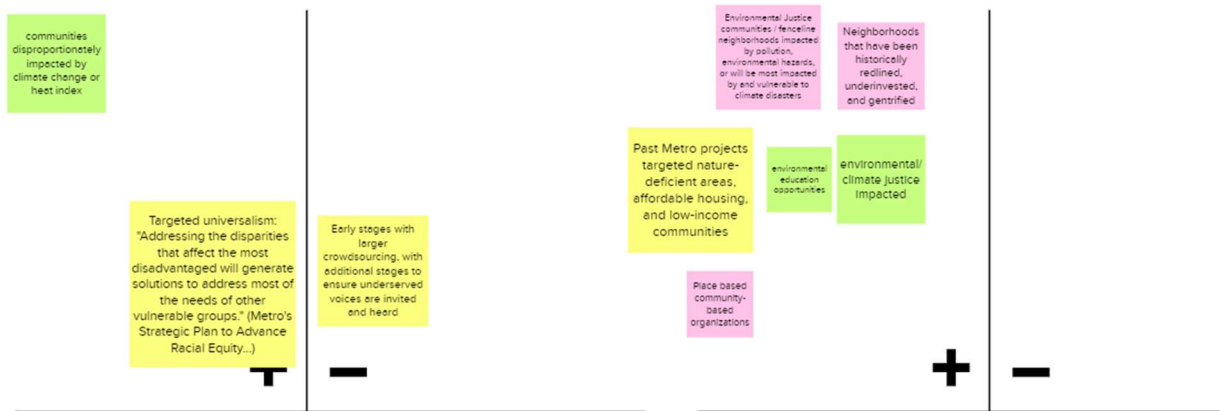 communities
disproportionately
impacted by
climate change or
heat index
Targeted universalism:
"Addressing the disparities
that affect the most
disadvantaged will generate
solutions to address most of
the needs of other
vulnerable groups." (Metro's
Strategic Plan to Advance
Racial Equity...)
Early stages with
larger
crowdsourcing, with
additional stages to
ensure underserved
voices are invited
and heard
+
−
Environmental Justice
communities / fenceline
neighborhoods impacted
by pollution,
environmental hazards,
or will be most impacted
by and vulnerable to
climate disasters
Neighborhoods
that have been
historically
redlined,
underinvested,
and gentrified
Past Metro projects
targeted nature-
deficient areas,
affordable housing,
and low-income
communities
environmental
education
opportunities
environmental/
climate justice
impacted
Place based
community-
based
organizations
+
−